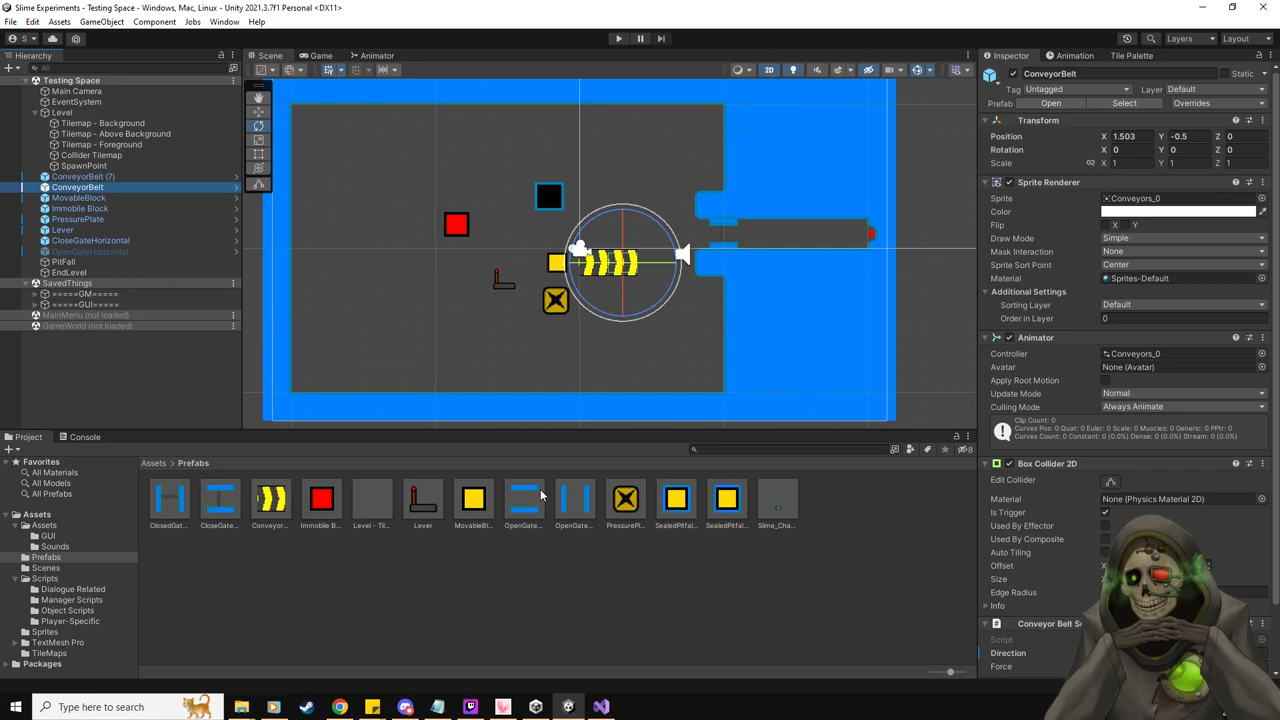 Slime Experiments - Testing Space - Windows, Mac, Linux - Unity 2021.3.7f1 Personal <DX11>
File Edit Assets GameObject Component Jobs Window Help
S Layers Layout
Hierarchy Scene Game Animator Inspector Animation Tile Palette
All
2D
Testing Space
Main Camera
EventSystem
Level
Tilemap - Background
Tilemap - Above Background
Tilemap - Foreground
Collider Tilemap
SpawnPoint
ConveyorBelt (7)
ConveyorBelt
MovableBlock
Immobile Block
PressurePlate
Lever
CloseGateHorizontal
OpenGateHorizontal
PitFall
EndLevel
SavedThings
=====GM=====
=====GUI=====
MainMenu (not loaded)
GameWorld (not loaded)
ConveyorBelt Static
Tag Untagged Layer Default
Prefab Open Select Overrides
Transform
Position X 1.503 Y -0.5 Z 0
Rotation X 0 Y 0 Z 0
Scale X 1 Y 1 Z 1
Sprite Renderer
Sprite Conveyors_0
Color
Flip X Y
Draw Mode Simple
Mask Interaction None
Sprite Sort Point Center
Material Sprites-Default
Additional Settings
Sorting Layer Default
Order in Layer 0
Animator
Controller Conveyors_0
Avatar None (Avatar)
Apply Root Motion
Update Mode Normal
Culling Mode Always Animate
Clip Count: 0
Curves Pos: 0 Quat: 0 Euler: 0 Scale: 0 Muscles: 0 Generic: 0 PPtr: 0
Curves Count: 0 Constant: 0 (0.0%) Dense: 0 (0.0%) Stream: 0 (0.0%)
Box Collider 2D
Edit Collider
Material None (Physics Material 2D)
Is Trigger
Used By Effector
Used By Composite
Auto Tiling
Offset
Size
Edge Radius
Info
Conveyor Belt Sc
Script
Direction
Force
Project Console
8
Favorites
All Materials
All Models
All Prefabs
Assets
Assets
GUI
Sounds
Prefabs
Scenes
Scripts
Dialogue Related
Manager Scripts
Object Scripts
Player-Specific
Sprites
TextMesh Pro
TileMaps
Packages
Assets > Prefabs
ClosedGat... CloseGate... Conveyor... Immobile B... Level - Til... Lever MovableBl... OpenGate... OpenGate... PressurePl... SealedPitfal... SealedPitfal... Slime_Cha...
Type here to search